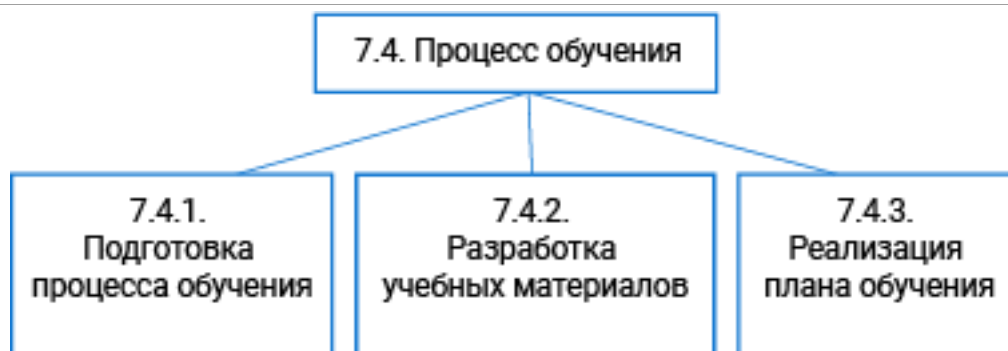 7.4. Процесс обучения
7.4.1.
Подготовка
процесса обучения
7.4.2.
Разработка
учебных материалов
7.4.3.
Реализация
плана обучения